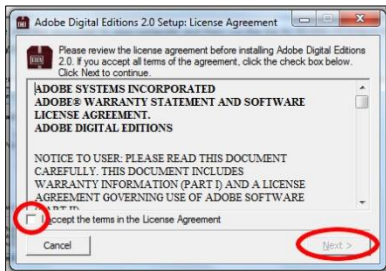 Adobe Digital Editions 2.0 Setup: License Agreement
Please review the license agreement before installing Adobe Digital Editions
2.0. If you accept all terms of the agreement, click the check box below.
Click Next to continue.
ADOBE SYSTEMS INCORPORATED
ADOBE® WARRANTY STATEMENT AND SOFTWARE
LICENSE AGREEMENT.
ADOBE DIGITAL EDITIONS
NOTICE TO USER: PLEASE READ THIS DOCUMENT
CAREFULLY. THIS DOCUMENT INCLUDES
WARRANTY INFORMATION (PART I) AND A LICENSE
AGREEMENT GOVERNING USE OF ADOBE SOFTWARE
(PART II)
I accept the terms in the License Agreement
Cancel
Next >